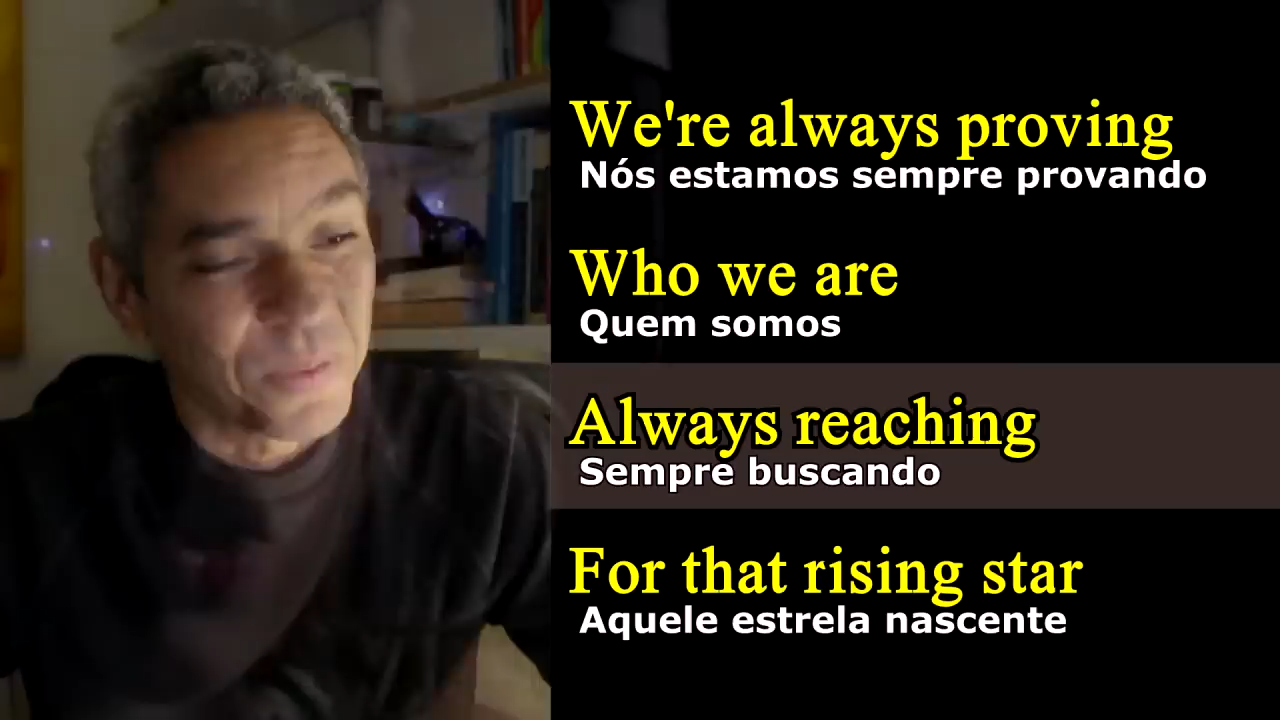 We're always proving
Nós estamos sempre provando
Who we are
Quem somos
Always reaching
Sempre buscando
For that rising star
Aquele estrela nascente